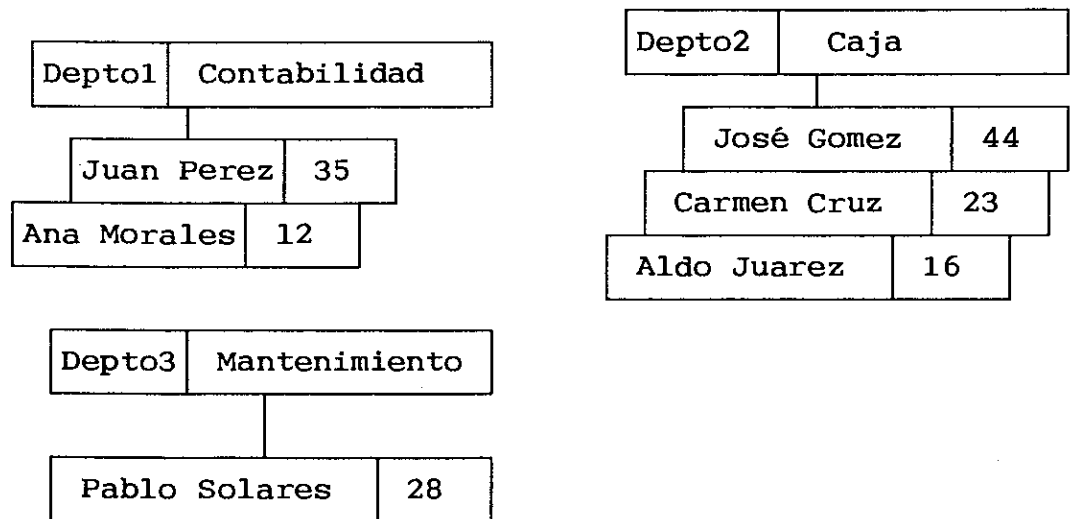 Depto1 Contabilidad
Juan Perez 35
Ana Morales 12
Depto2 Caja
José Gomez 44
Carmen Cruz 23
Aldo Juarez 16
Depto3 Mantenimiento
Pablo Solares 28